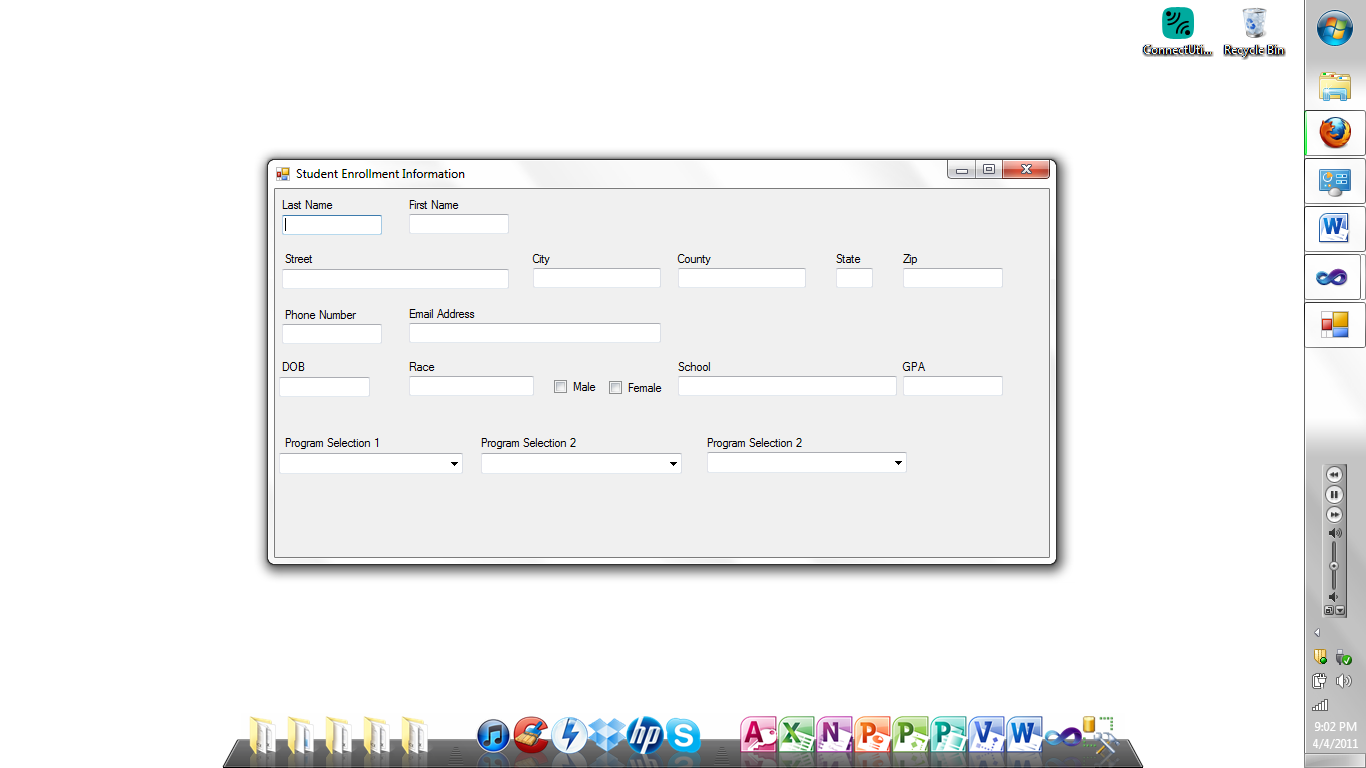 ConnectUti... Recycle Bin
Student Enrollment Information
Last Name First Name
Street City County State Zip
Phone Number Email Address
DOB Race Male Female School GPA
Program Selection 1 Program Selection 2 Program Selection 2
9:02 PM
4/4/2011